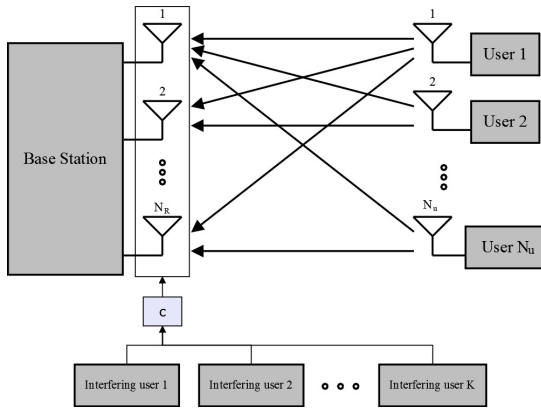 1
1
User 1
2
2
User 2
Base Station
N_R
N_u
User N_u
c
Interfering user 1
Interfering user 2
Interfering user K